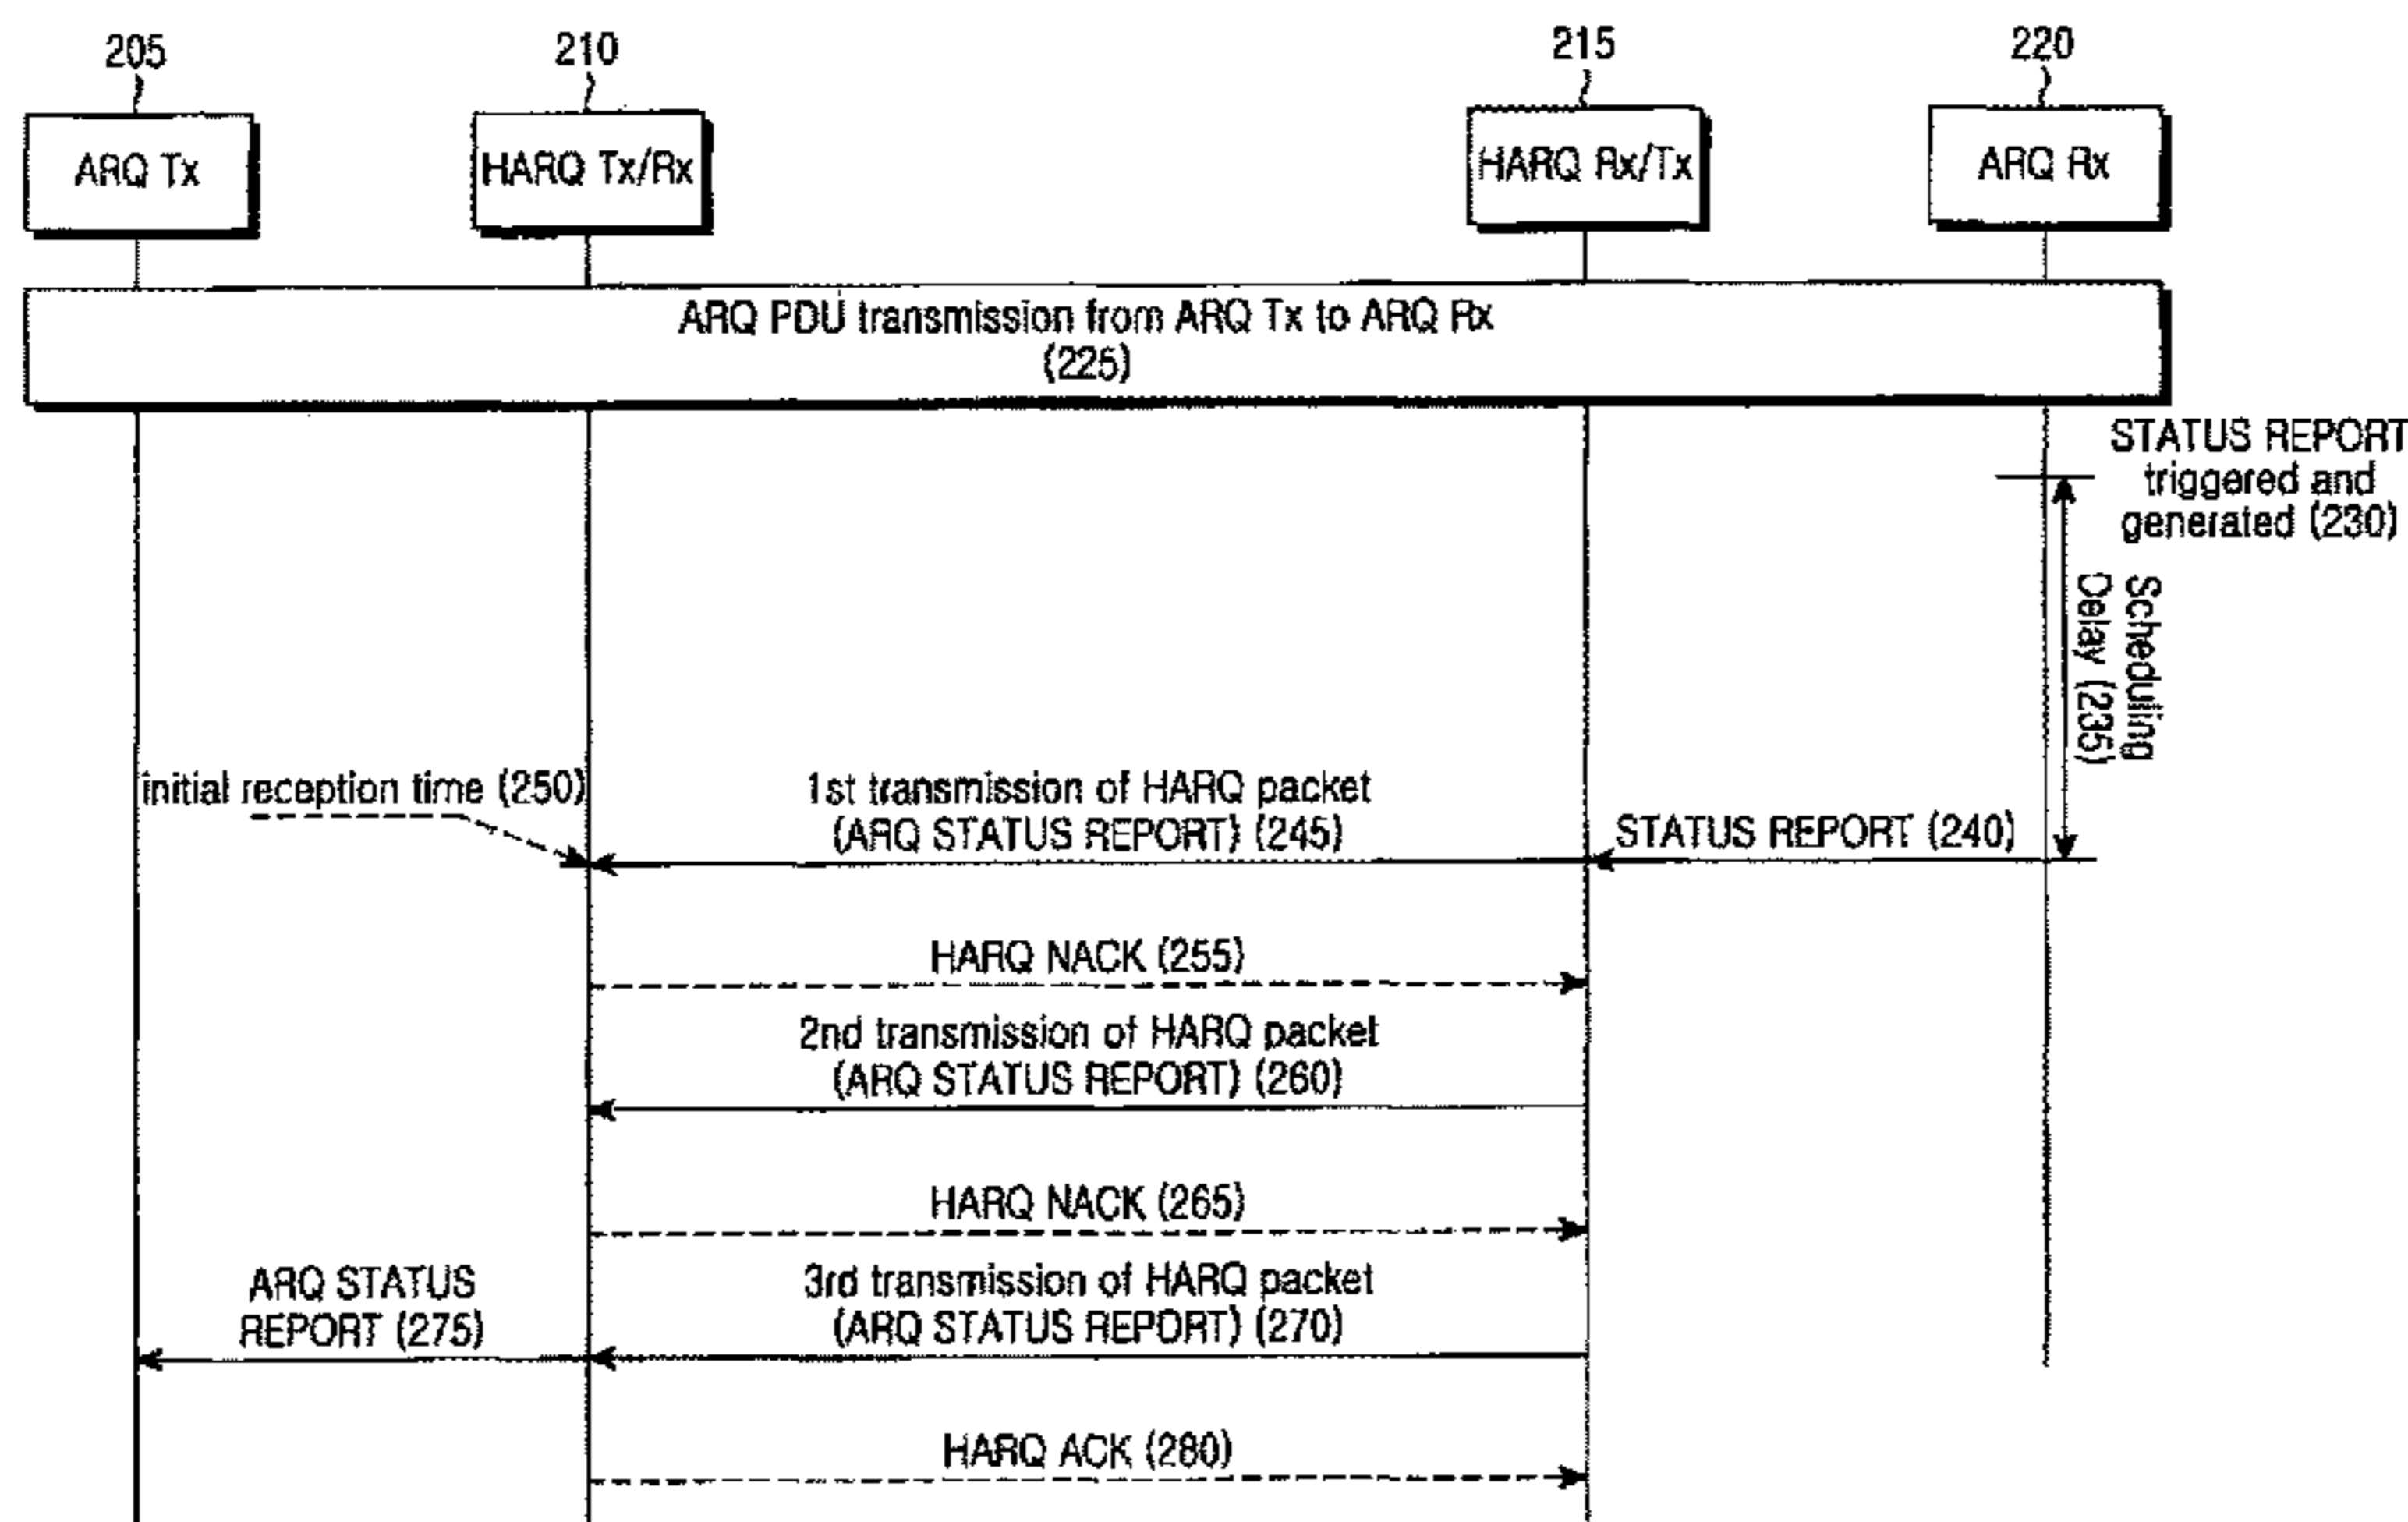 205
210
215
220
ARQ Tx
HARQ Tx/Rx
HARQ Rx/Tx
ARQ Rx
ARQ PDU transmission from ARQ Tx to ARQ Rx
(225)
STATUS REPORT
triggered and
generated (230)
Scheduling
Delay (235)
initial reception time (250)
1st transmission of HARQ packet
(ARQ STATUS REPORT) (245)
STATUS REPORT (240)
HARQ NACK (255)
2nd transmission of HARQ packet
(ARQ STATUS REPORT) (260)
HARQ NACK (265)
ARQ STATUS
REPORT (275)
3rd transmission of HARQ packet
(ARQ STATUS REPORT) (270)
HARQ ACK (280)